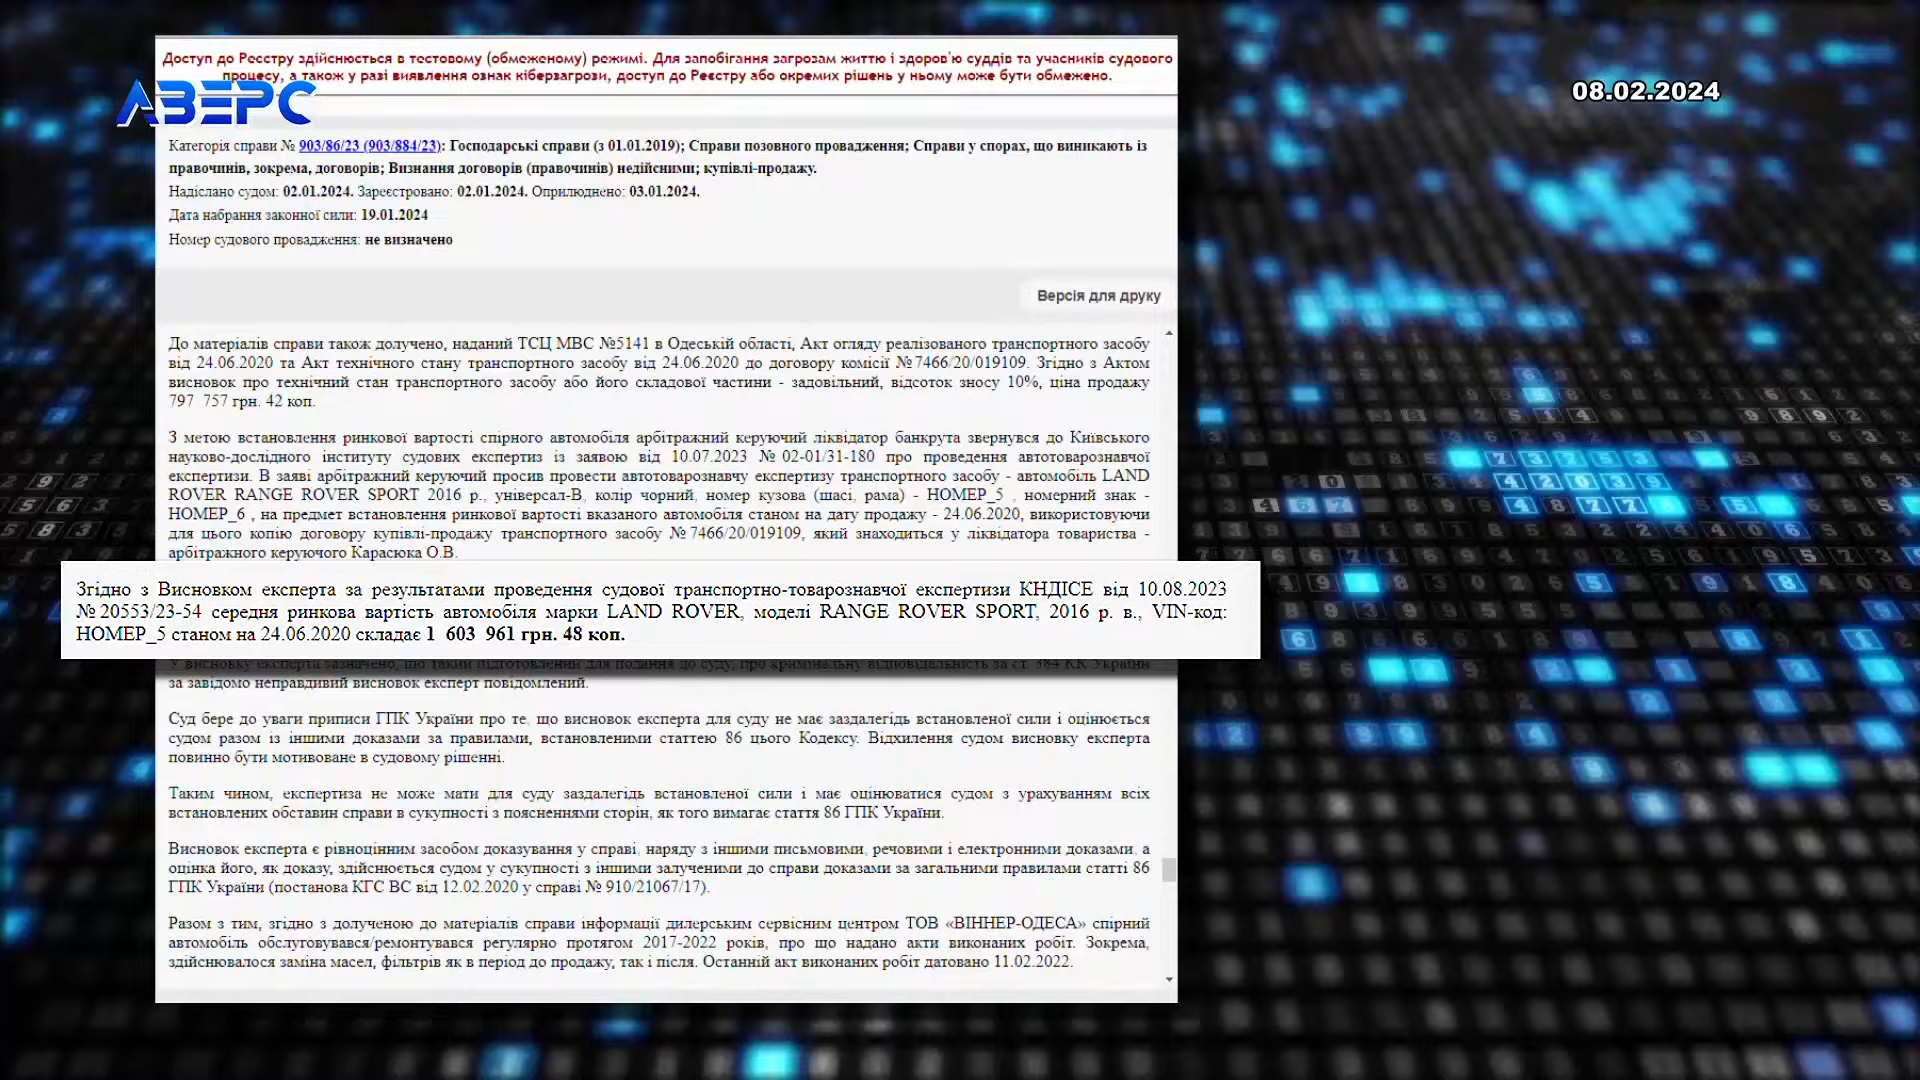 Доступ до Реєстру здійснюється в тестовому (обмеженому) режимі. Для запобігання загрозам життю і здоров'ю суддів та учасників судового
процесу, а також у разі виявлення ознак кіберзагрози, доступ до Реєстру або окремих рішень у ньому може бути обмежено.
АВЕРС
08.02.2024
Категорія справи № 903/86/23 (903/884/23): Господарські справи (з 01.01.2019); Справи позовного провадження; Справи у спорах, що виникають із
правочинів, зокрема, договорів; Визнання договорів (правочинів) недійсними; купівлі-продажу.
Надіслано судом: 02.01.2024. Зареєстровано: 02.01.2024. Оприлюднено: 03.01.2024.
Дата набрання законної сили: 19.01.2024
Номер судового провадження: не визначено
Версія для друку
До матеріалів справи також долучено, наданий ТСЦ МВС №5141 в Одеській області, Акт огляду реалізованого транспортного засобу
від 24.06.2020 та Акт технічного стану транспортного засобу від 24.06.2020 до договору комісії №7466/20/019109. Згідно з Актом
висновок про технічний стан транспортного засобу або його складової частини - задовільний, відсоток зносу 10%, ціна продажу
797 757 грн. 42 коп.
З метою встановлення ринкової вартості спірного автомобіля арбітражний керуючий ліквідатор банкрута звернувся до Київського
науково-дослідного інституту судових експертиз із заявою від 10.07.2023 №02-01/31-180 про проведення автотоварознавчої
експертизи. В заяві арбітражний керуючий просив провести автотоварознавчу експертизу транспортного засобу - автомобіль LAND
ROVER RANGE ROVER SPORT 2016 р., універсал-В, колір чорний, номер кузова (шасі, рама) - НОМЕР_5 , номерний знак -
НОМЕР_6 , на предмет встановлення ринкової вартості вказаного автомобіля станом на дату продажу - 24.06.2020, використовуючи
для цього копію договору купівлі-продажу транспортного засобу №7466/20/019109, який знаходиться у ліквідатора товариства -
арбітражного керуючого Карасюка О.В.
Згідно з Висновком експерта за результатами проведення судової транспортно-товарознавчої експертизи КНДІСЕ від 10.08.2023
№20553/23-54 середня ринкова вартість автомобіля марки LAND ROVER, моделі RANGE ROVER SPORT, 2016 р. в., VIN-код:
НОМЕР_5 станом на 24.06.2020 складає 1 603 961 грн. 48 коп.
У висновку експерта зазначено, що такий підготовлений для подання до суду, про кримінальну відповідальність за ст. 384 КК України
за завідомо неправдивий висновок експерт повідомлений.
Суд бере до уваги приписи ГПК України про те, що висновок експерта для суду не має заздалегідь встановленої сили і оцінюється
судом разом із іншими доказами за правилами, встановленими статтею 86 цього Кодексу. Відхилення судом висновку експерта
повинно бути мотивоване в судовому рішенні.
Таким чином, експертиза не може мати для суду заздалегідь встановленої сили і має оцінюватися судом з урахуванням всіх
встановлених обставин справи в сукупності з поясненнями сторін, як того вимагає стаття 86 ГПК України.
Висновок експерта є рівноцінним засобом доказування у справі, наряду з іншими письмовими, речовими і електронними доказами, а
оцінка його, як доказу, здійснюється судом у сукупності з іншими залученими до справи доказами за загальними правилами статті 86
ГПК України (постанова КГС ВС від 12.02.2020 у справі №910/21067/17).
Разом з тим, згідно з долученою до матеріалів справи інформації дилерським сервісним центром ТОВ «ВІННЕР-ОДЕСА» спірний
автомобіль обслуговувався/ремонтувався регулярно протягом 2017-2022 років, про що надано акти виконаних робіт. Зокрема,
здійснювалося заміна масел, фільтрів як в період до продажу, так і після. Останній акт виконаних робіт датовано 11.02.2022.